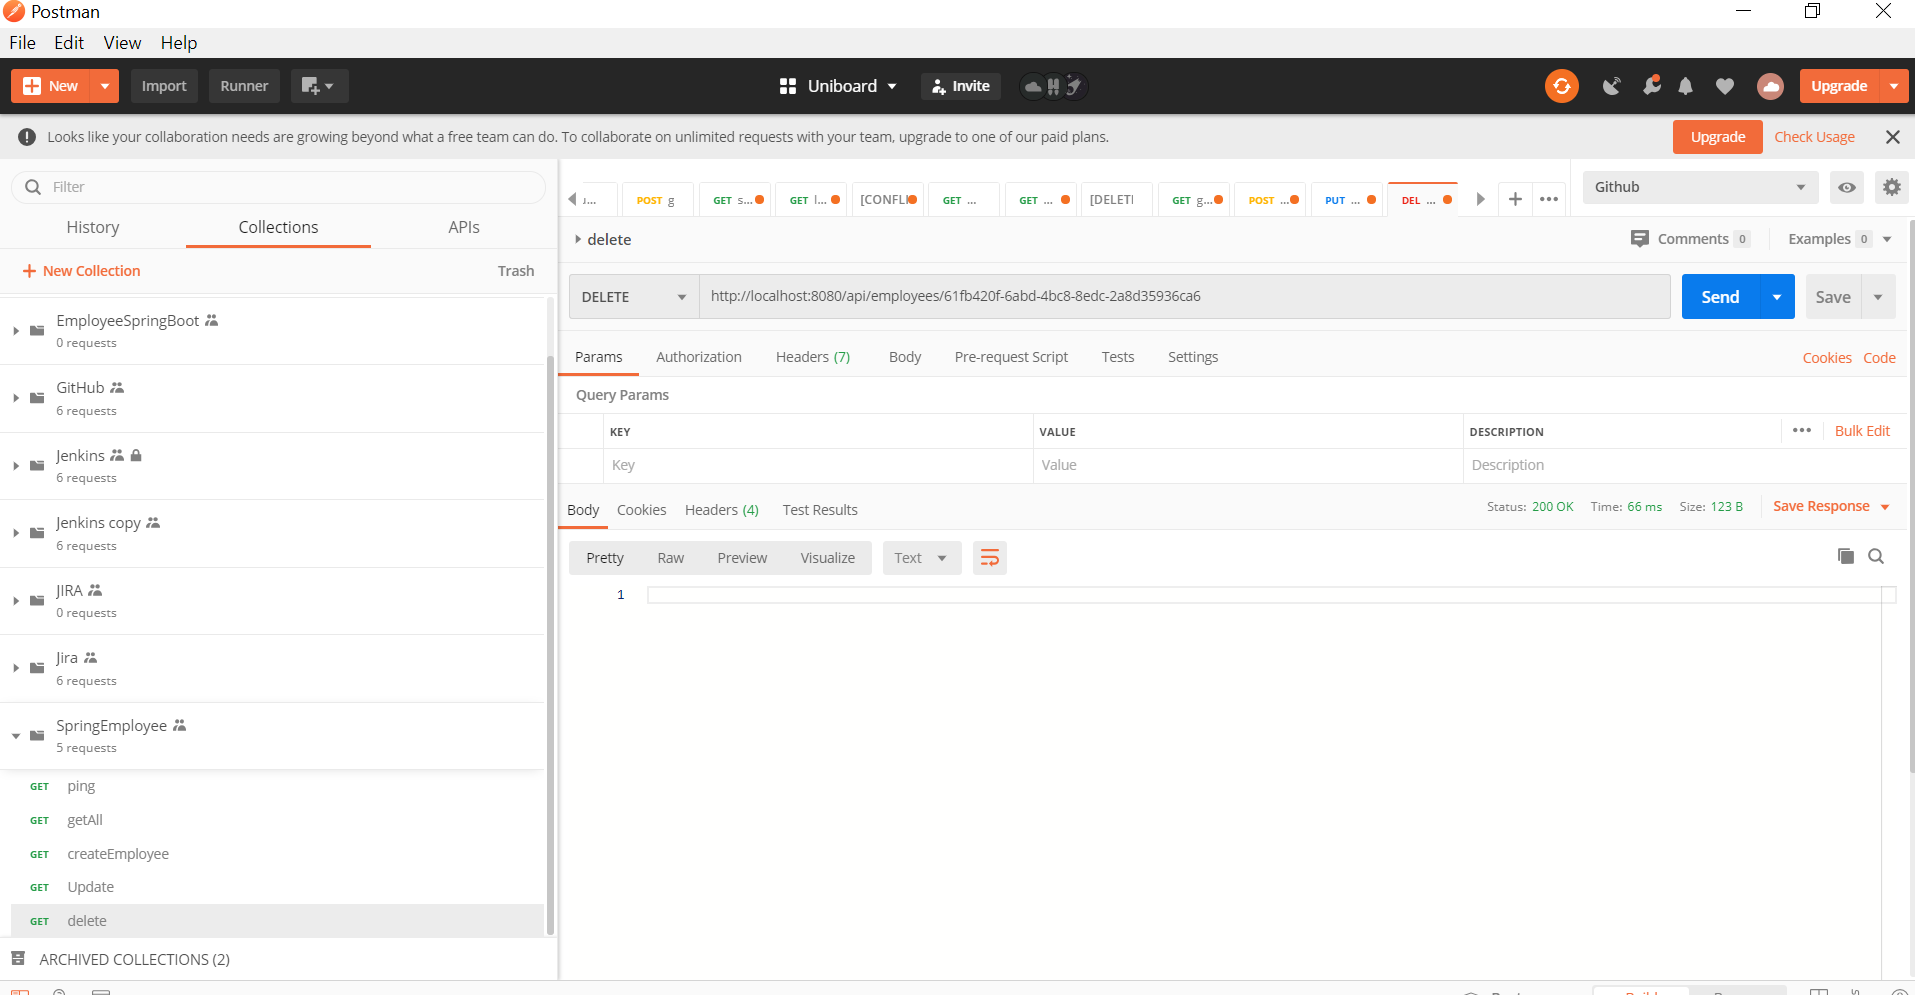 Postman
File Edit View Help
New Import Runner Uniboard Invite Upgrade
Looks like your collaboration needs are growing beyond what a free team can do. To collaborate on unlimited requests with your team, upgrade to one of our paid plans. Upgrade Check Usage
Filter
History Collections APIs
New Collection Trash
EmployeeSpringBoot
0 requests
GitHub
6 requests
Jenkins
6 requests
Jenkins copy
6 requests
JIRA
0 requests
Jira
6 requests
SpringEmployee
5 requests
GET ping
GET getAll
GET createEmployee
GET Update
GET delete
ARCHIVED COLLECTIONS (2)
... POST g GET s... GET l... [CONFLI GET ... GET ... [DELETI GET g... POST ... PUT ... DEL ...
Github
delete Comments 0 Examples 0
DELETE http://localhost:8080/api/employees/61fb420f-6abd-4bc8-8edc-2a8d35936ca6 Send Save
Params Authorization Headers (7) Body Pre-request Script Tests Settings Cookies Code
Query Params
KEY VALUE DESCRIPTION ••• Bulk Edit
Key Value Description
Body Cookies Headers (4) Test Results Status: 200 OK Time: 66 ms Size: 123 B Save Response
Pretty Raw Preview Visualize Text
1